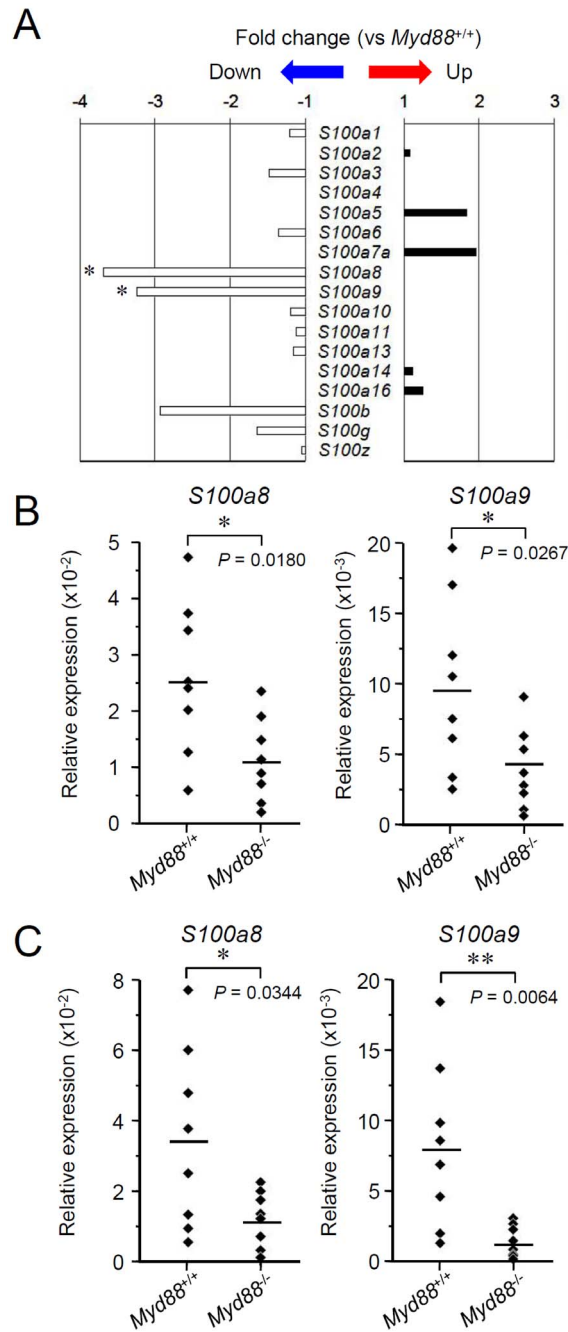 A
Fold change (vs Myd88+/+)
Down Up
-4 -3 -2 -1 1 2 3
S100a1
S100a2
S100a3
S100a4
S100a5
S100a6
S100a7a
* S100a8
* S100a9
S100a10
S100a11
S100a13
S100a14
S100a16
S100b
S100g
S100z
B
S100a8
*
P = 0.0180
Relative expression (x10-2)
5
4
3
2
1
0
Myd88+/+ Myd88-/-
S100a9
*
P = 0.0267
Relative expression (x10-3)
20
15
10
5
0
Myd88+/+ Myd88-/-
C
S100a8
*
P = 0.0344
Relative expression (x10-2)
8
6
4
2
0
Myd88+/+ Myd88-/-
S100a9
**
P = 0.0064
Relative expression (x10-3)
20
15
10
5
0
Myd88+/+ Myd88-/-